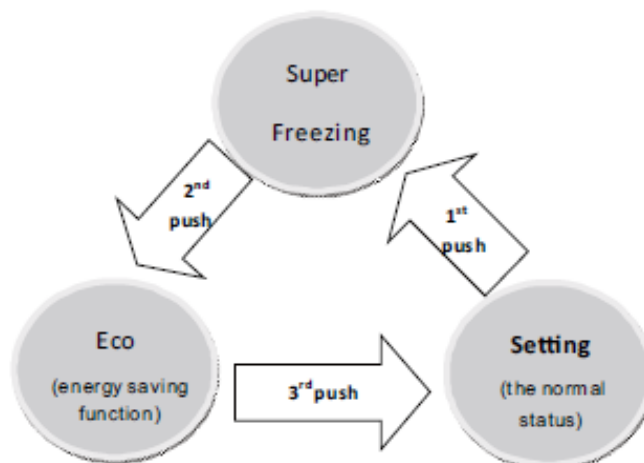 Super
Freezing
2nd
push
1st
push
Eco
(energy saving
function)
3rd push
Setting
(the normal
status)